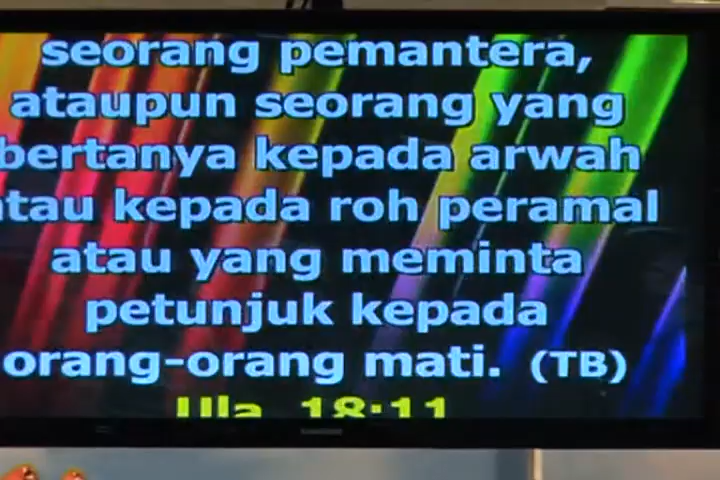 seorang pemantera,
ataupun seorang yang
bertanya kepada arwah
atau kepada roh peramal
atau yang meminta
petunjuk kepada
orang-orang mati. (TB)
Ula. 18:11